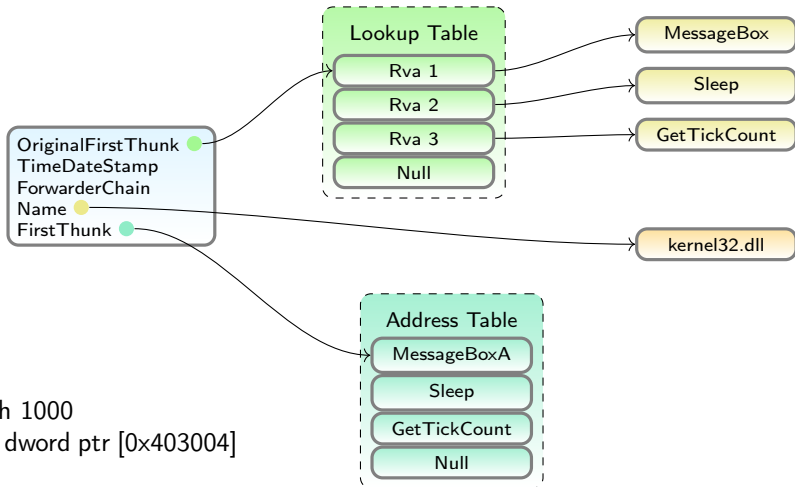 Lookup Table
Rva 1
Rva 2
Rva 3
Null
MessageBox
Sleep
GetTickCount
OriginalFirstThunk
TimeDateStamp
ForwarderChain
Name
FirstThunk
kernel32.dll
Address Table
MessageBoxA
Sleep
GetTickCount
Null
h 1000
dword ptr [0x403004]